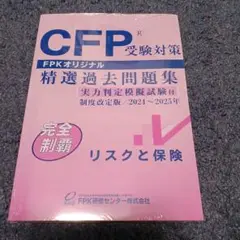 CFP® 受験対策
FPKオリジナル
精選過去問題集
実力判定模擬試験付
制度改定版/2021~2025年
完全
制覇
リスクと保険
FPK研修センター株式会社